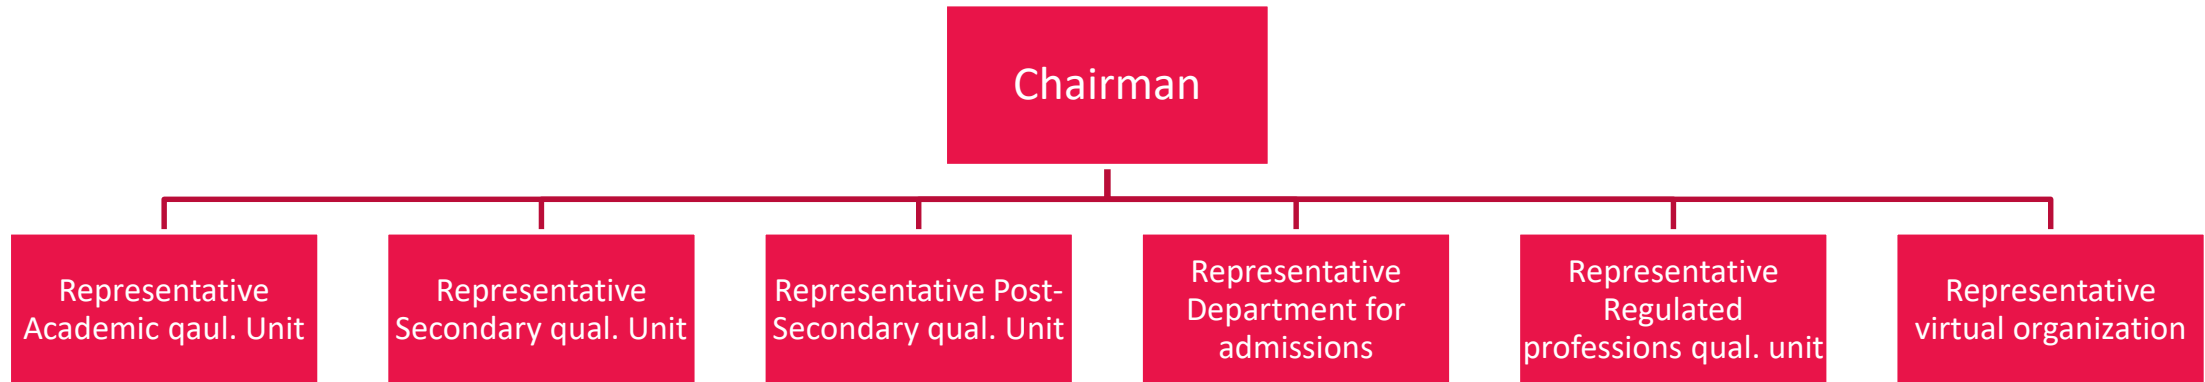 Chairman
Representative
Academic qaul. Unit
Representative
Secondary qual. Unit
Representative Post-
Secondary qual. Unit
Representative
Department for
admissions
Representative
Regulated
professions qual. unit
Representative
virtual organization